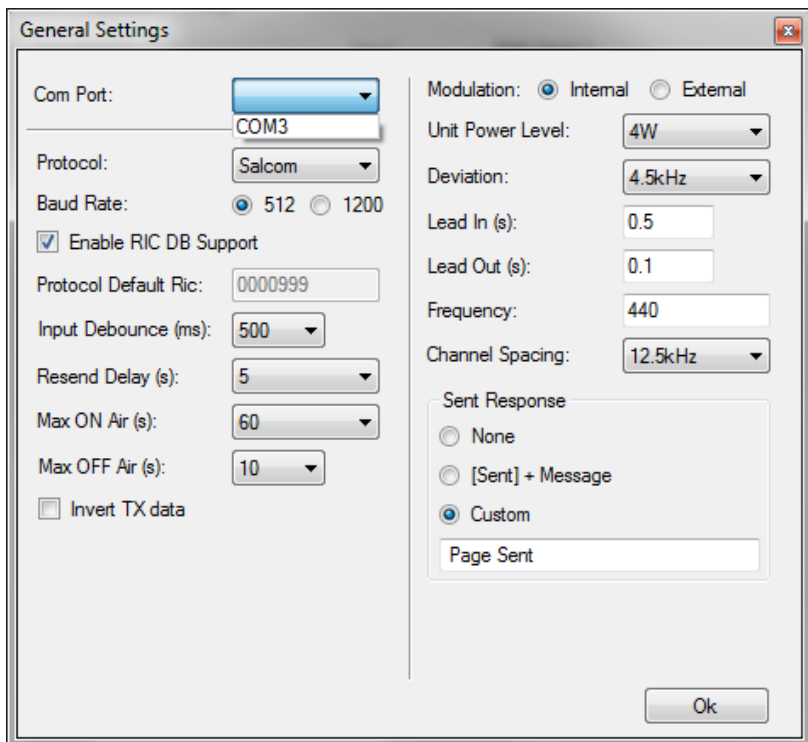 General Settings
Com Port:
COM3
Protocol: Salcom
Baud Rate: 512 1200
Enable RIC DB Support
Protocol Default Ric: 0000999
Input Debounce (ms): 500
Resend Delay (s): 5
Max ON Air (s): 60
Max OFF Air (s): 10
Invert TX data
Modulation: Internal External
Unit Power Level: 4W
Deviation: 4.5kHz
Lead In (s): 0.5
Lead Out (s): 0.1
Frequency: 440
Channel Spacing: 12.5kHz
Sent Response
None
[Sent] + Message
Custom
Page Sent
Ok